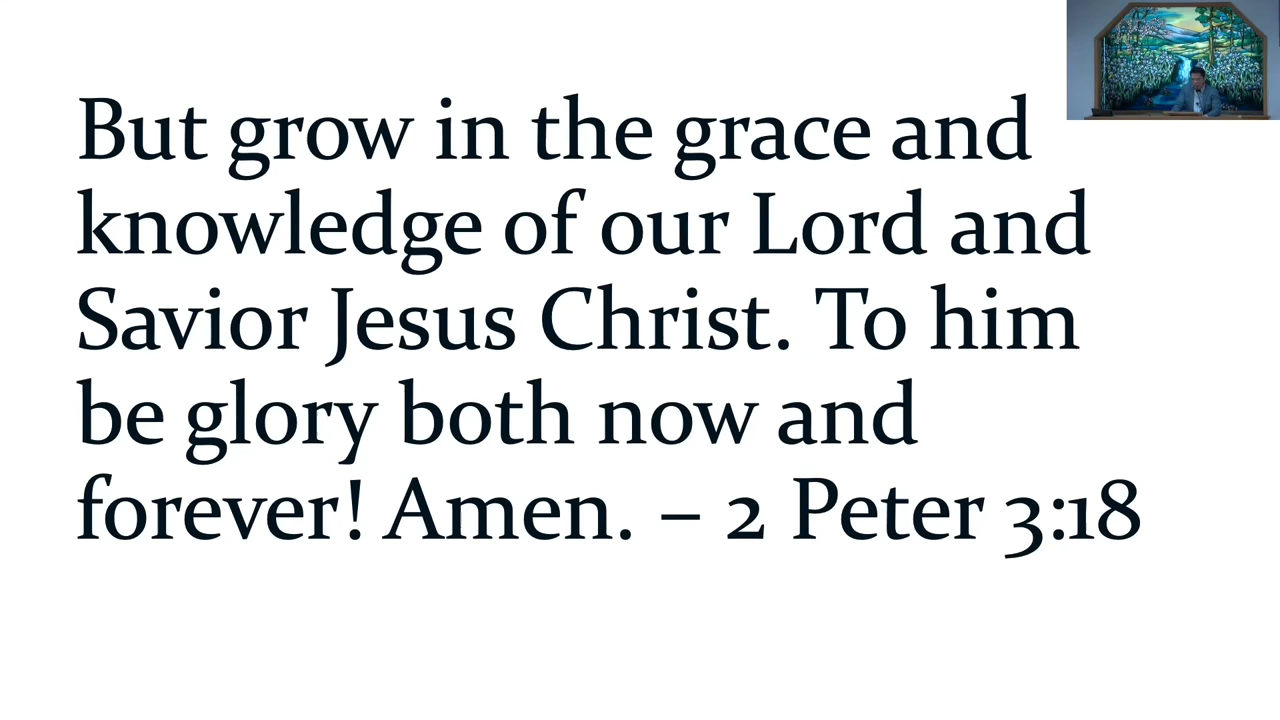 But grow in the grace and
knowledge of our Lord and
Savior Jesus Christ. To him
be glory both now and
forever! Amen. – 2 Peter 3:18